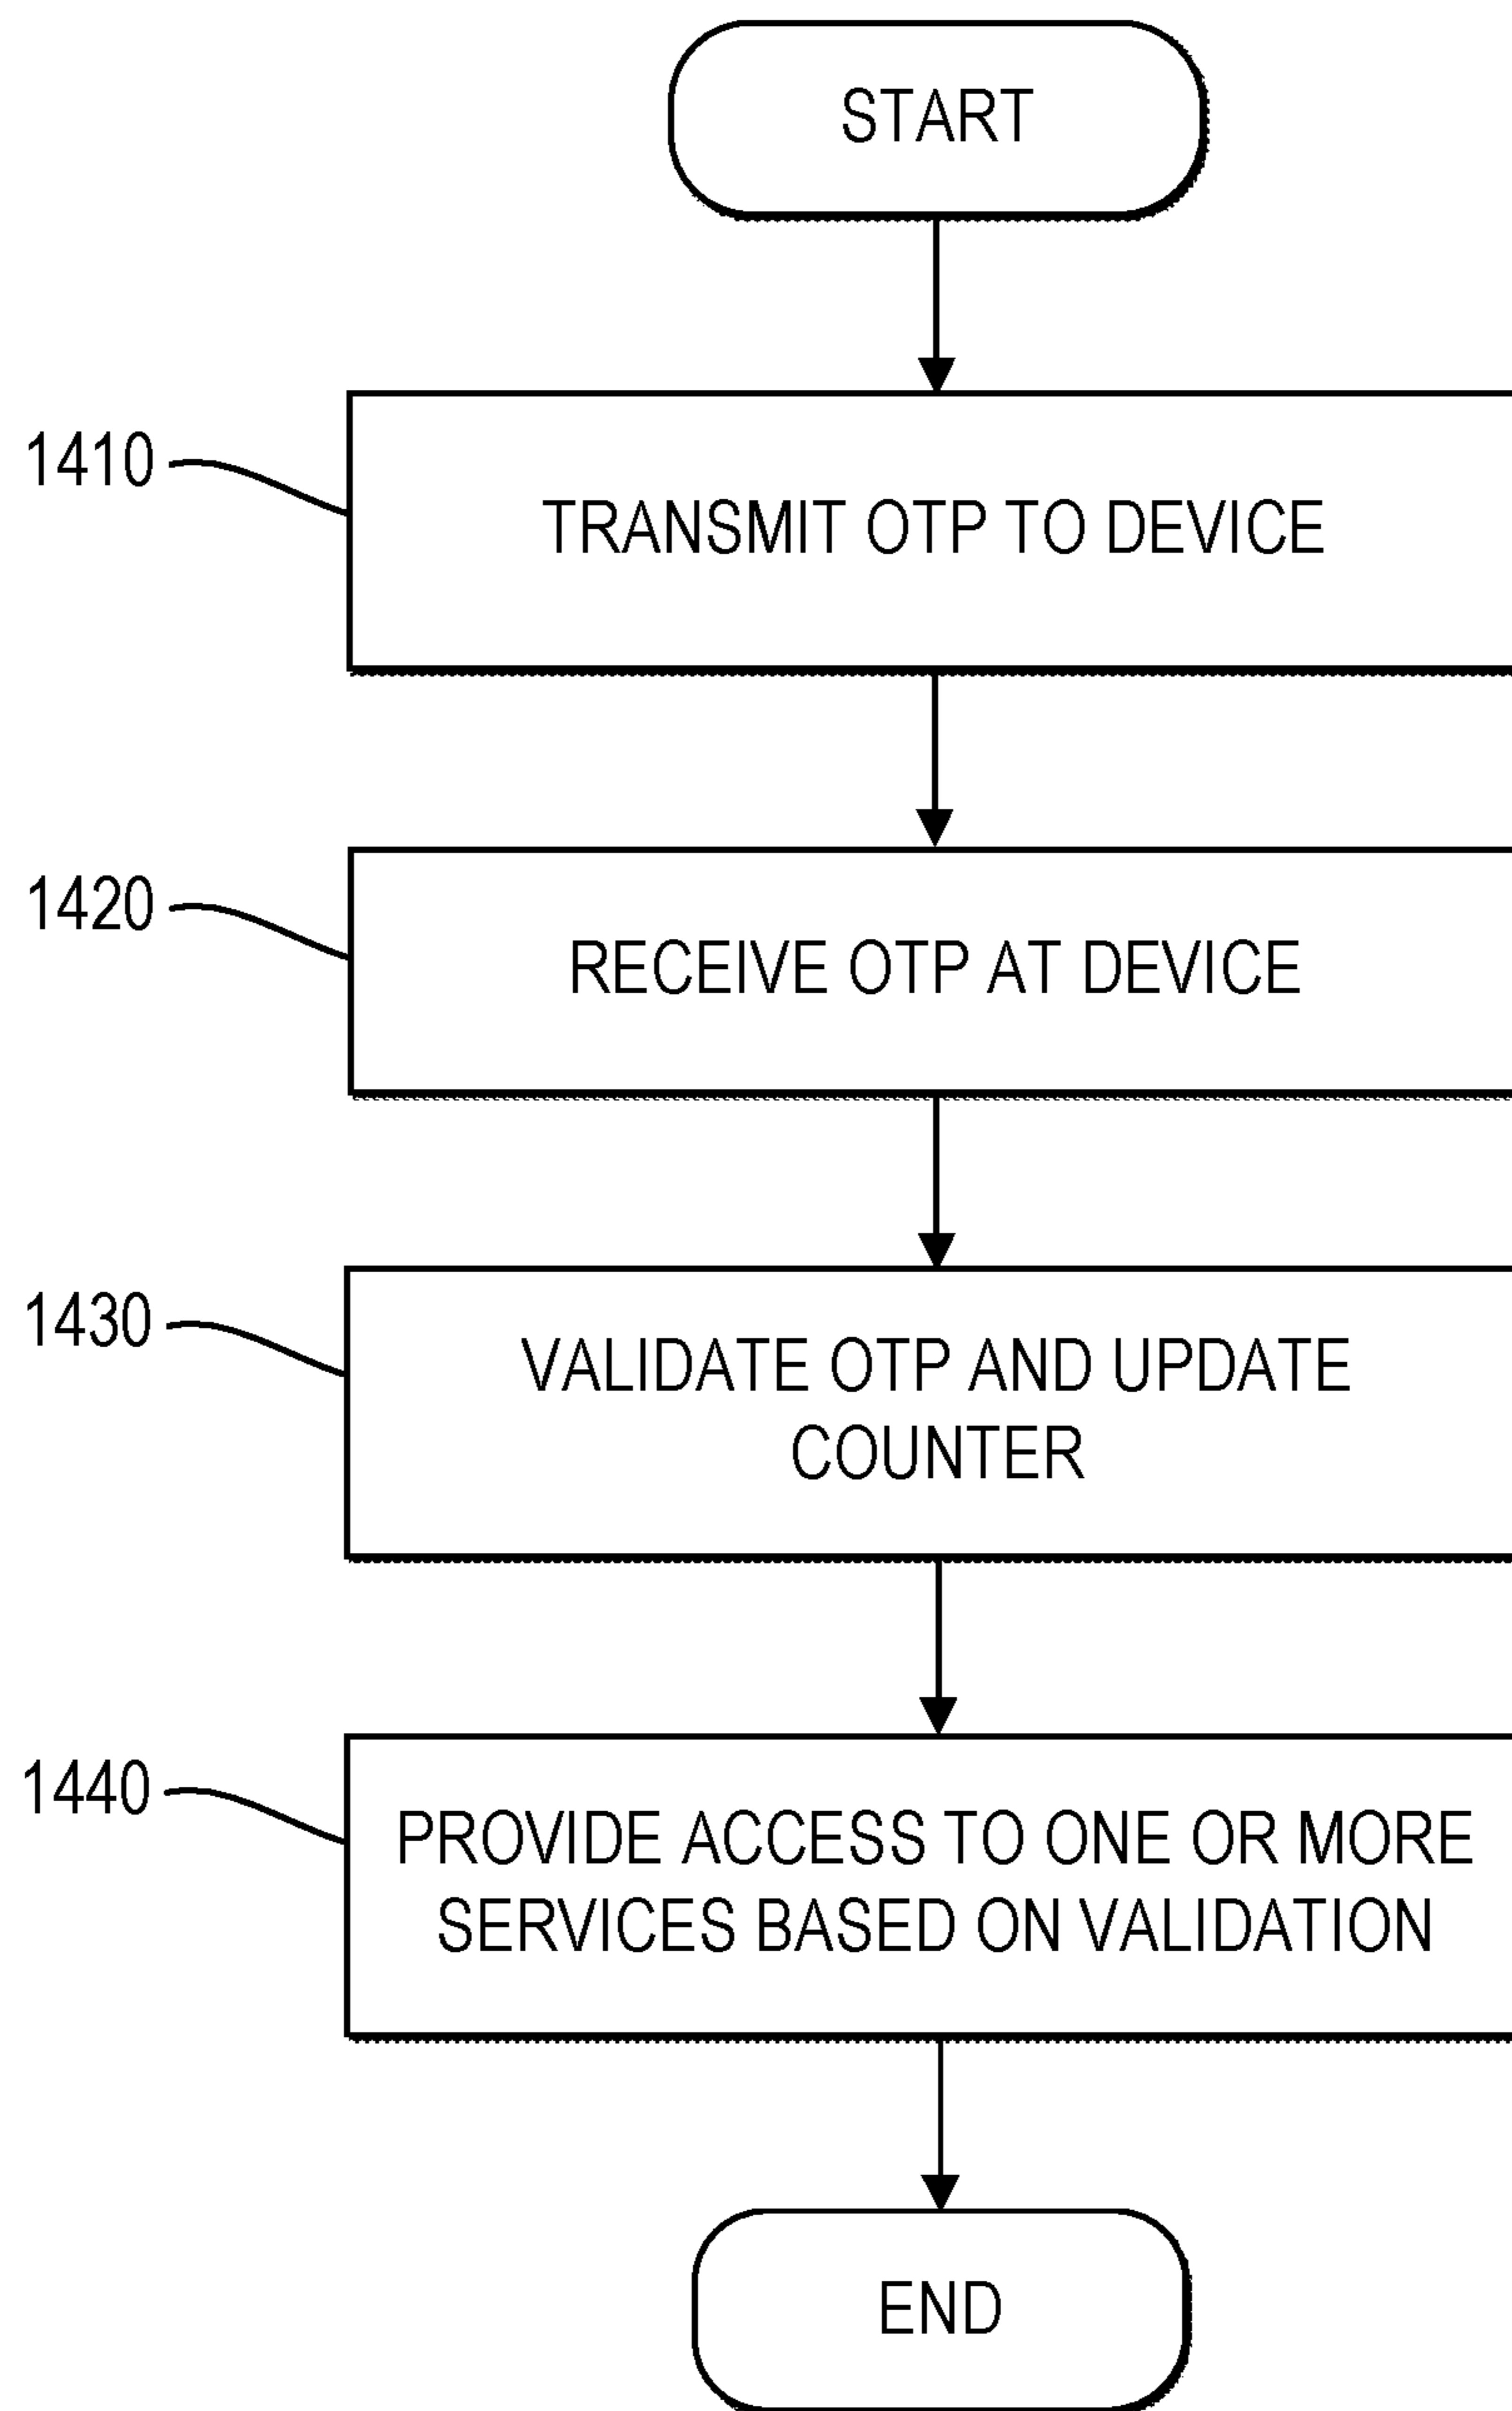 START
1410
TRANSMIT OTP TO DEVICE
1420
RECEIVE OTP AT DEVICE
1430
VALIDATE OTP AND UPDATE
COUNTER
1440
PROVIDE ACCESS TO ONE OR MORE
SERVICES BASED ON VALIDATION
END